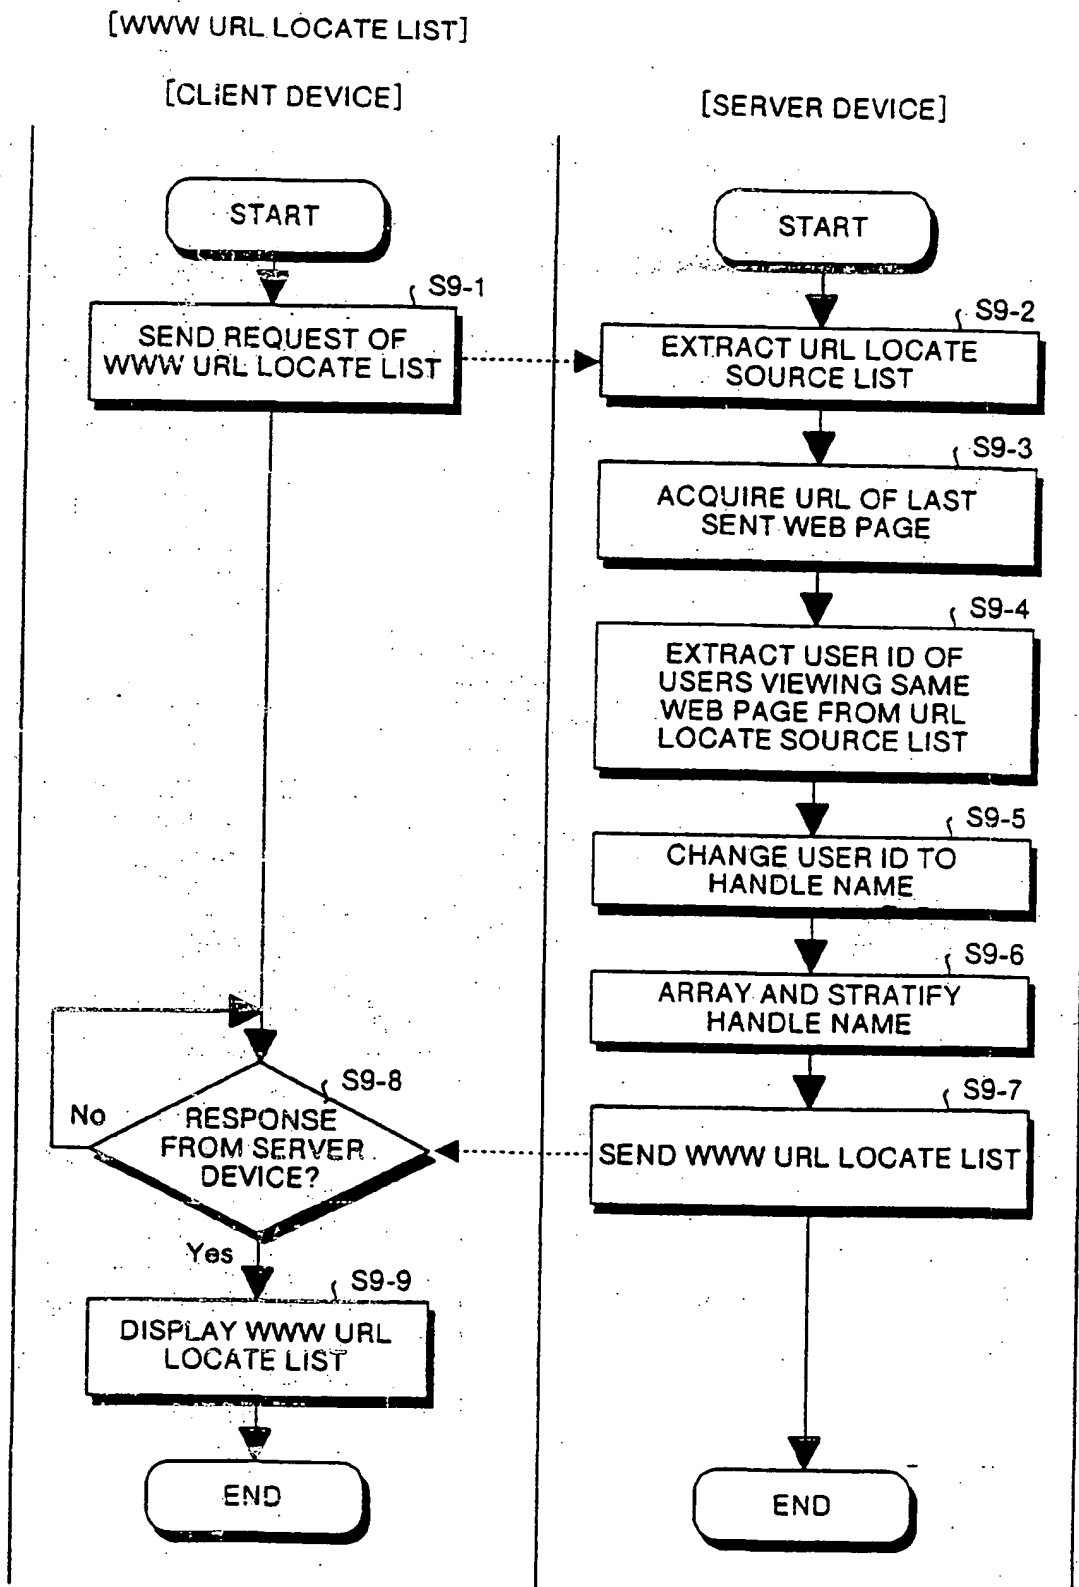 [WWW URL LOCATE LIST]
[CLIENT DEVICE]
[SERVER DEVICE]
START
START
S9-1
SEND REQUEST OF
WWW URL LOCATE LIST
S9-2
EXTRACT URL LOCATE
SOURCE LIST
S9-3
ACQUIRE URL OF LAST
SENT WEB PAGE
S9-4
EXTRACT USER ID OF
USERS VIEWING SAME
WEB PAGE FROM URL
LOCATE SOURCE LIST
S9-5
CHANGE USER ID TO
HANDLE NAME
S9-6
ARRAY AND STRATIFY
HANDLE NAME
S9-7
SEND WWW URL LOCATE LIST
S9-8
RESPONSE
FROM SERVER
DEVICE?
No
Yes
S9-9
DISPLAY WWW URL
LOCATE LIST
END
END